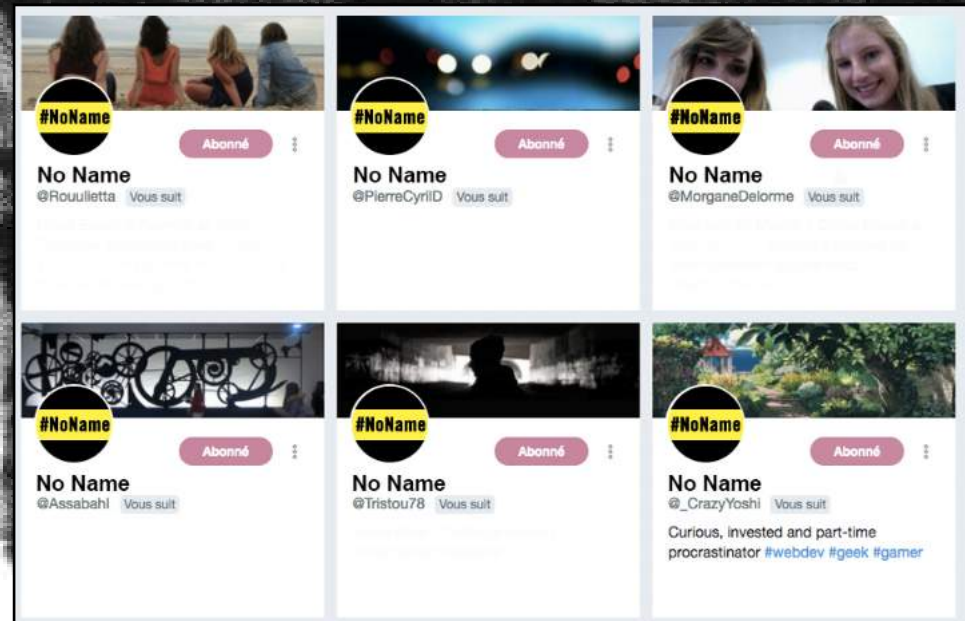 #NoName
Abonné
No Name
@Rouulietta Vous suit
#NoName
Abonné
No Name
@PierreCyrilD Vous suit
#NoName
Abonné
No Name
@MorganeDelorme Vous suit
#NoName
Abonné
No Name
@Assabahl Vous suit
#NoName
Abonné
No Name
@Tristou78 Vous suit
#NoName
Abonné
No Name
@_CrazyYoshi Vous suit
Curious, invested and part-time
procrastinator #webdev #geek #gamer